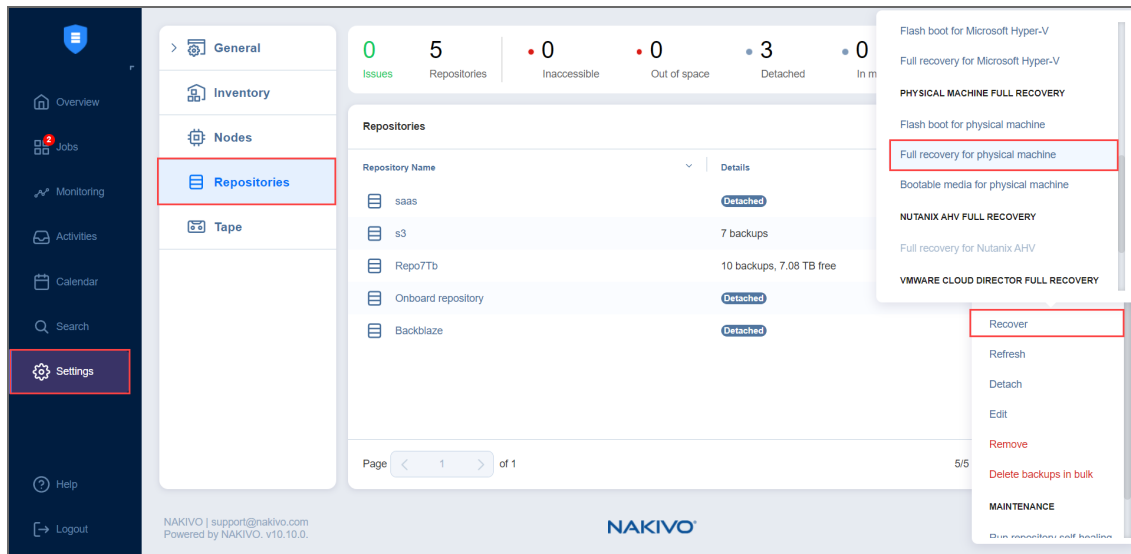 Overview
2
Jobs
Monitoring
Activities
Calendar
Search
Settings
Help
Logout
General
Inventory
Nodes
Repositories
Tape
0
Issues
5
Repositories
0
Inaccessible
0
Out of space
3
Detached
0
In m
Repositories
Repository Name
Details
saas
Detached
s3
7 backups
Repo7Tb
10 backups, 7.08 TB free
Onboard repository
Detached
Backblaze
Detached
Page
1
of 1
5/5
Flash boot for Microsoft Hyper-V
Full recovery for Microsoft Hyper-V
PHYSICAL MACHINE FULL RECOVERY
Flash boot for physical machine
Full recovery for physical machine
Bootable media for physical machine
NUTANIX AHV FULL RECOVERY
Full recovery for Nutanix AHV
VMWARE CLOUD DIRECTOR FULL RECOVERY
Recover
Refresh
Detach
Edit
Remove
Delete backups in bulk
MAINTENANCE
Run repository self-healing
NAKIVO | support@nakivo.com
Powered by NAKIVO. v10.10.0.
NAKIVO®